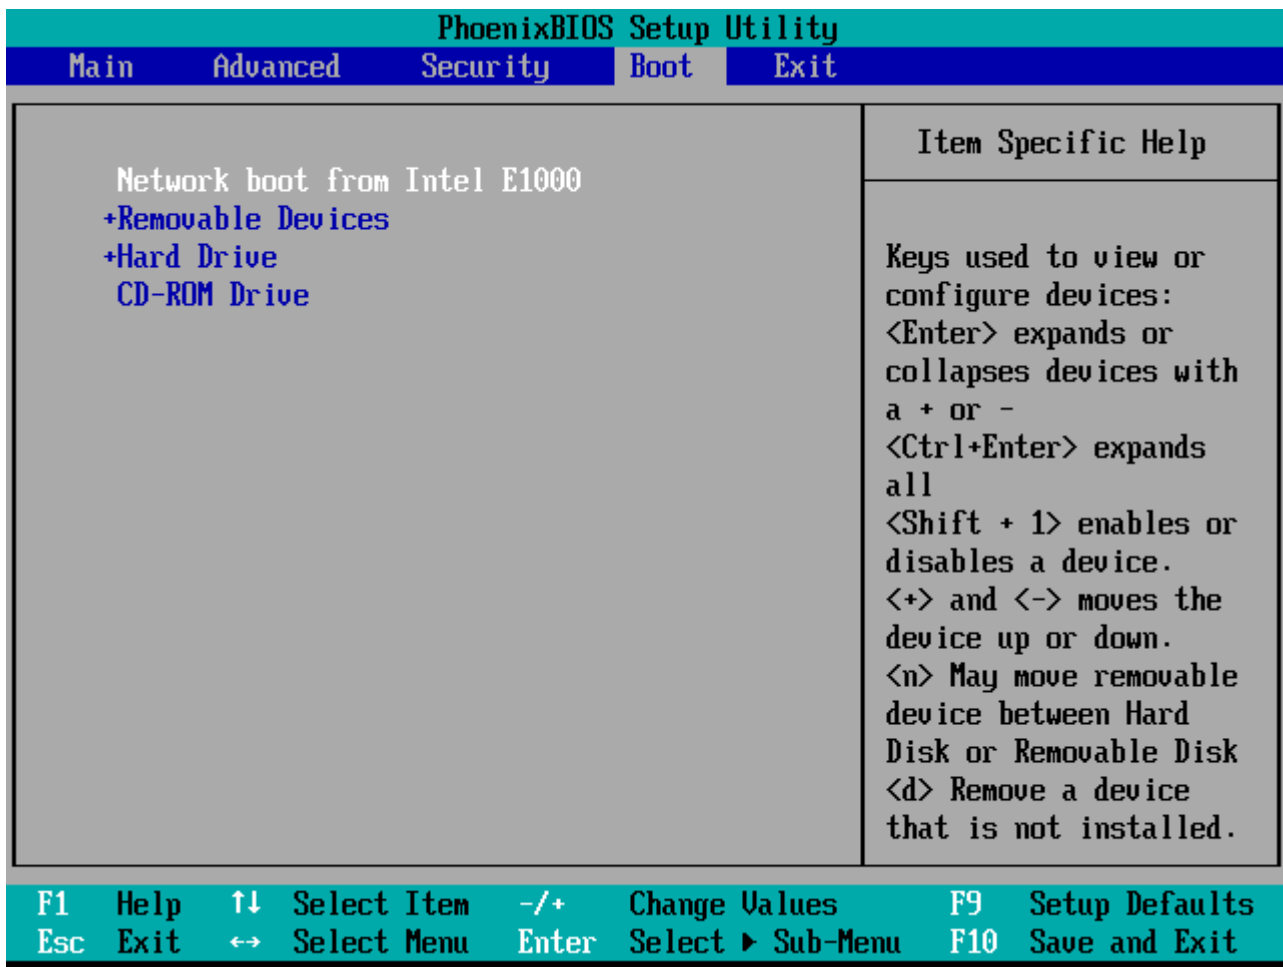 PhoenixBIOS Setup Utility
Main Advanced Security Boot Exit
Network boot from Intel E1000
+Removable Devices
+Hard Drive
CD-ROM Drive
Item Specific Help
Keys used to view or
configure devices:
<Enter> expands or
collapses devices with
a + or -
<Ctrl+Enter> expands
all
<Shift + 1> enables or
disables a device.
<+> and <-> moves the
device up or down.
<n> May move removable
device between Hard
Disk or Removable Disk
<d> Remove a device
that is not installed.
F1 Help ↑↓ Select Item -/+ Change Values F9 Setup Defaults
Esc Exit ↔ Select Menu Enter Select ▶ Sub-Menu F10 Save and Exit